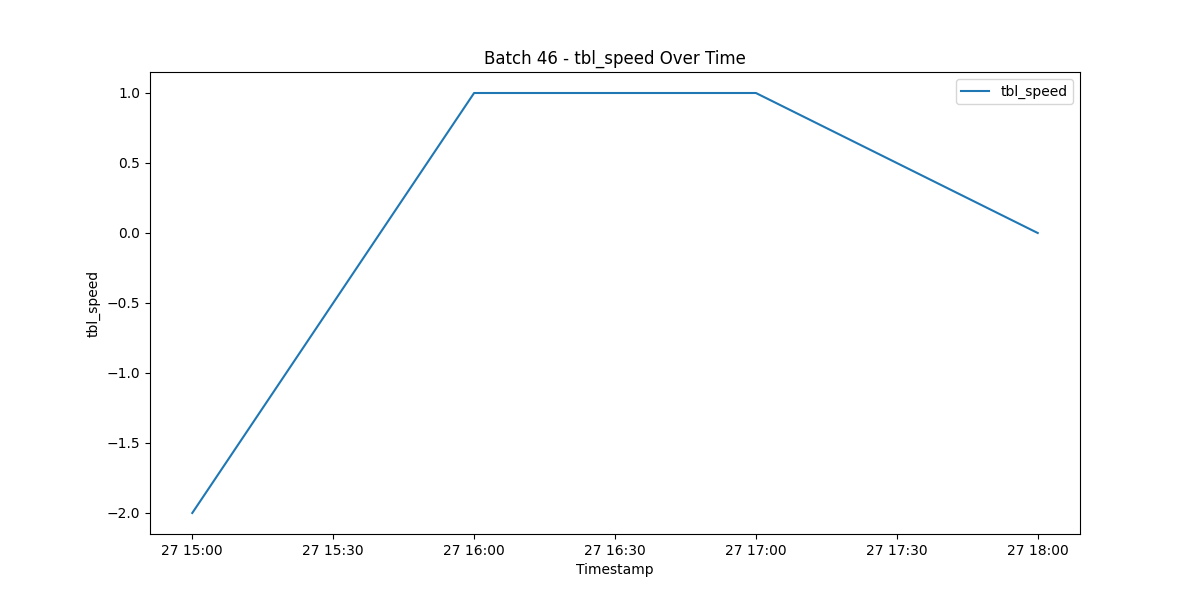 Batch 46 - tbl_speed Over Time
tbl_speed
1.0
0.5
0.0
−0.5
−1.0
−1.5
−2.0
tbl_speed
27 15:00 27 15:30 27 16:00 27 16:30 27 17:00 27 17:30 27 18:00
Timestamp